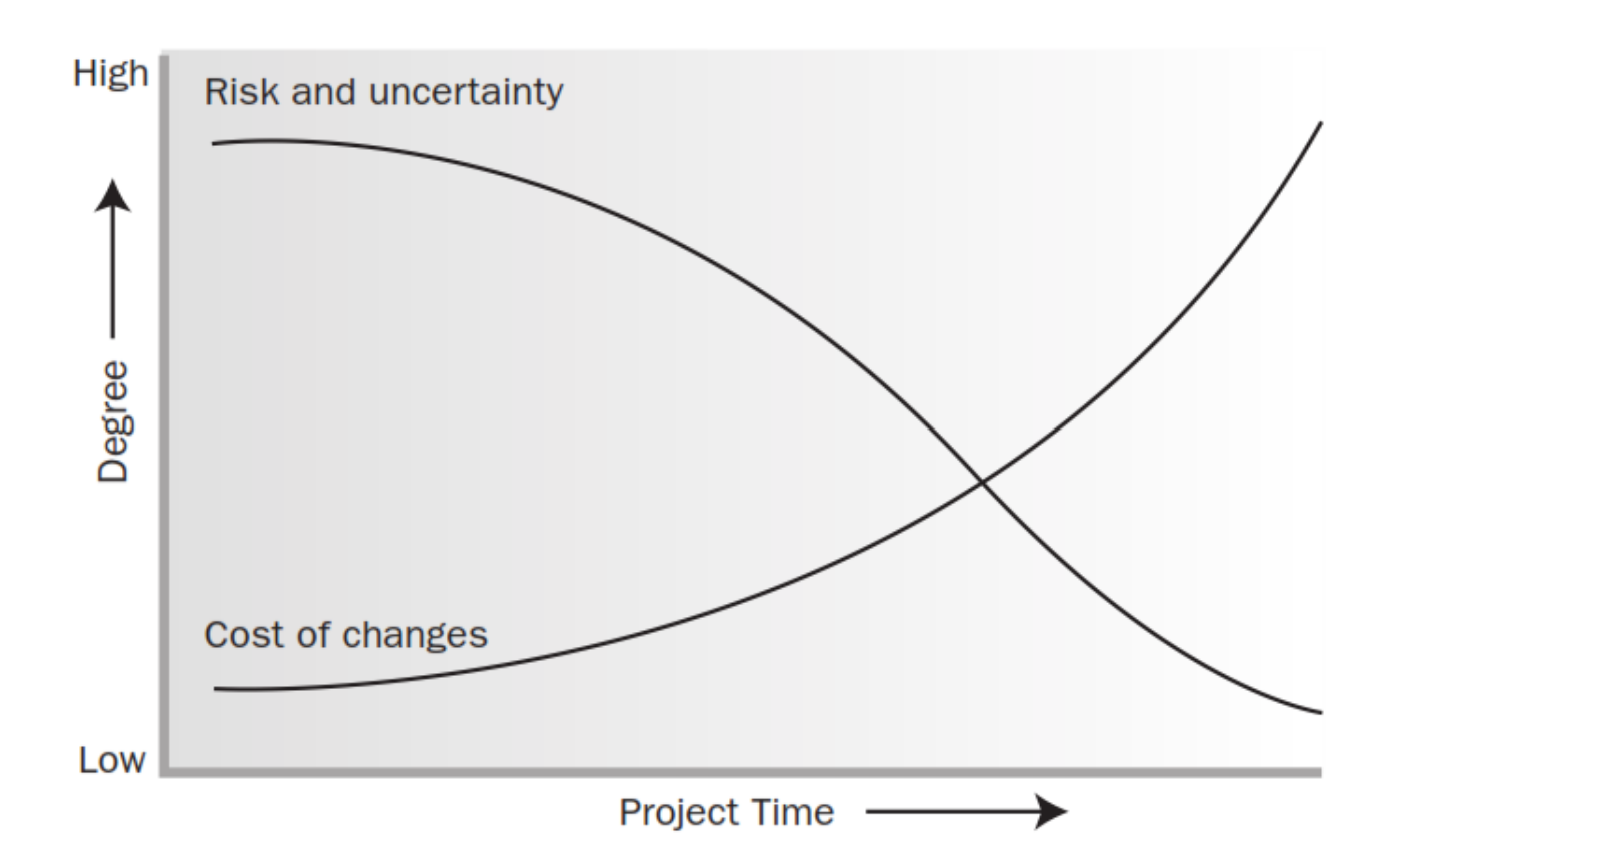 High
Risk and uncertainty
Degree
Cost of changes
Low
Project Time